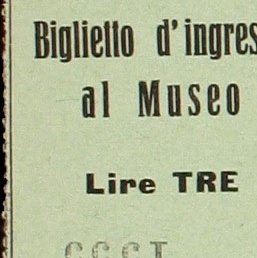 Biglietto d'ingres
al Museo
Lire TRE